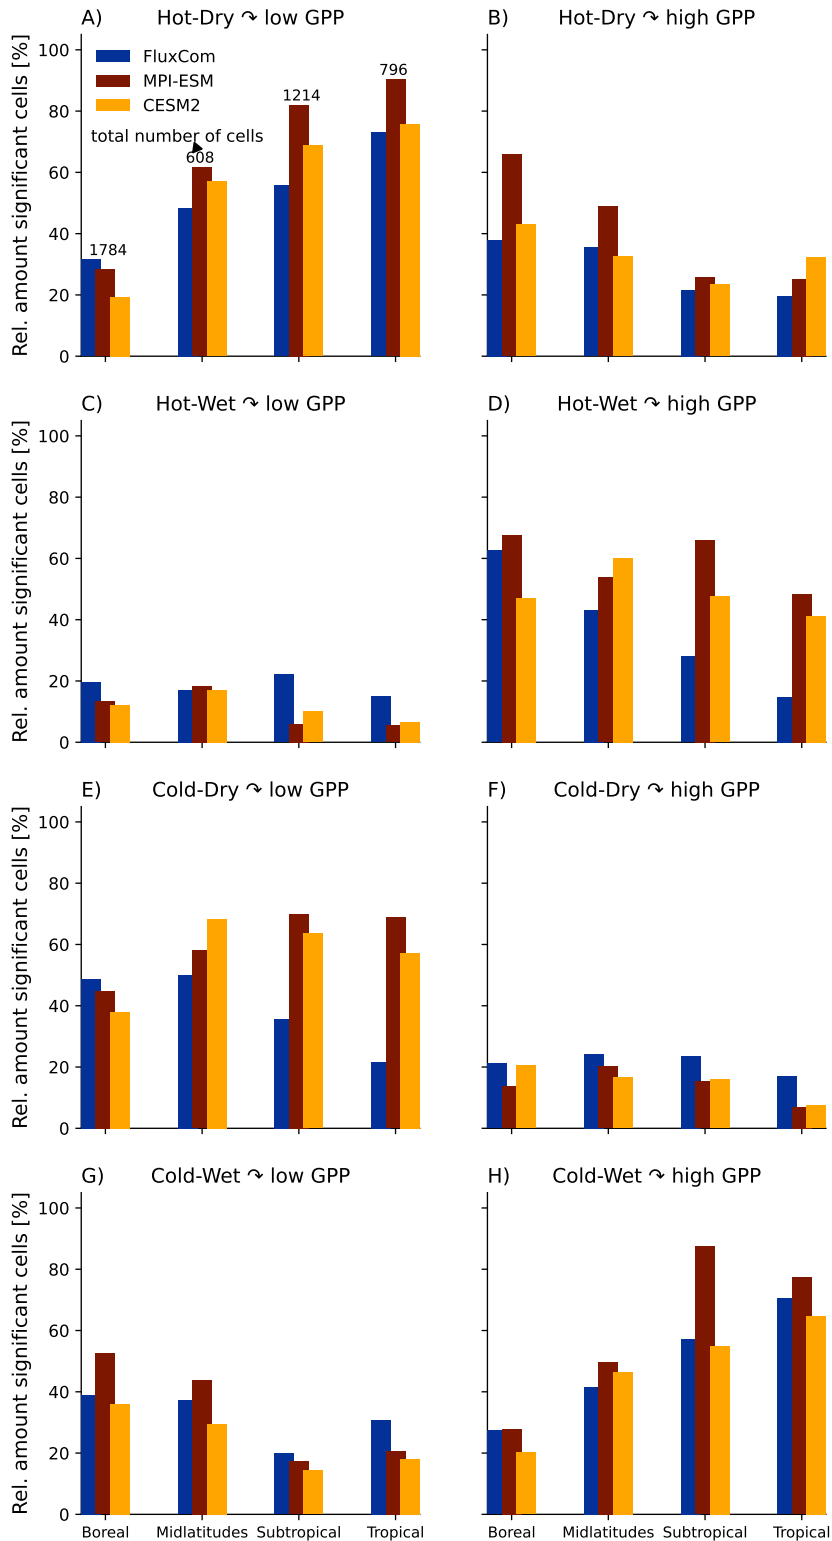 A) Hot-Dry ↷ low GPP
Rel. amount significant cells [%]
100
80
60
40
20
0
FluxCom
MPI-ESM
CESM2
total number of cells
1784
608
1214
796
B) Hot-Dry ↷ high GPP
C) Hot-Wet ↷ low GPP
Rel. amount significant cells [%]
100
80
60
40
20
0
D) Hot-Wet ↷ high GPP
E) Cold-Dry ↷ low GPP
Rel. amount significant cells [%]
100
80
60
40
20
0
F) Cold-Dry ↷ high GPP
G) Cold-Wet ↷ low GPP
Rel. amount significant cells [%]
100
80
60
40
20
0
Boreal Midlatitudes Subtropical Tropical
H) Cold-Wet ↷ high GPP
Boreal Midlatitudes Subtropical Tropical